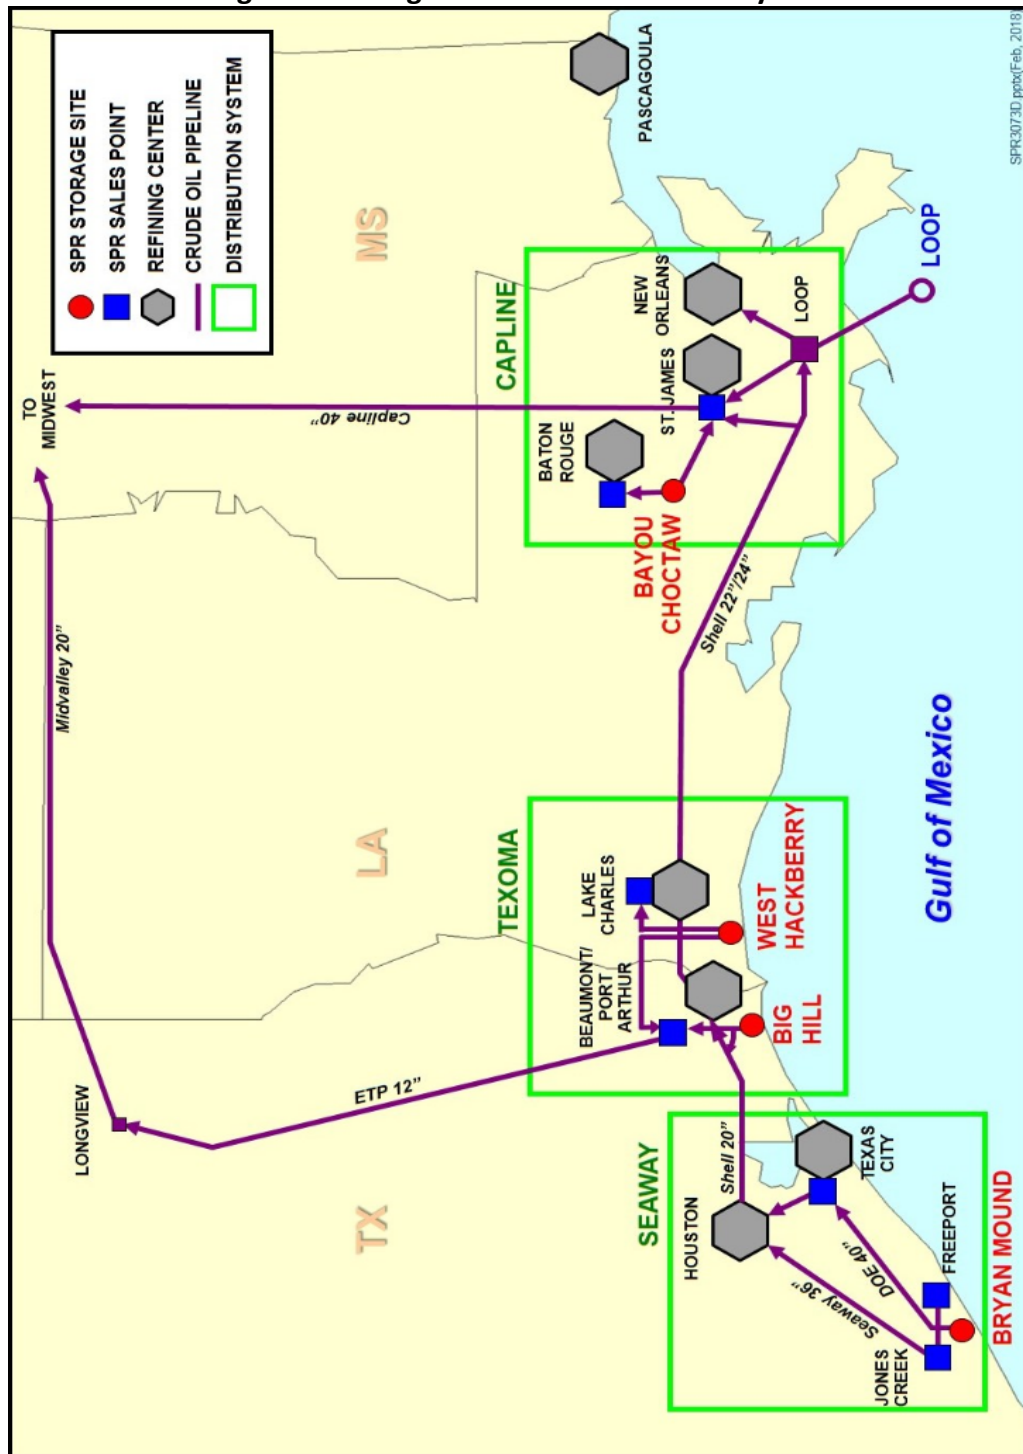 SPR STORAGE SITE
SPR SALES POINT
REFINING CENTER
CRUDE OIL PIPELINE
DISTRIBUTION SYSTEM
TO
MIDWEST
Midvalley 20”
LONGVIEW
Capline 40”
ETP 12”
TX
LA
MS
SEAWAY
HOUSTON
Shell 20”
Seaway 36”
DOE 40”
TEXAS
CITY
JONES
CREEK
FREEPORT
BRYAN MOUND
TEXOMA
BEAUMONT/
PORT
ARTHUR
LAKE
CHARLES
BIG
HILL
WEST
HACKBERRY
Shell 22”/24”
CAPLINE
BATON
ROUGE
BAYOU
CHOCTAW
ST. JAMES
NEW
ORLEANS
LOOP
LOOP
PASCAGOULA
Gulf of Mexico
SPR3073D.pptx(Feb, 2018)